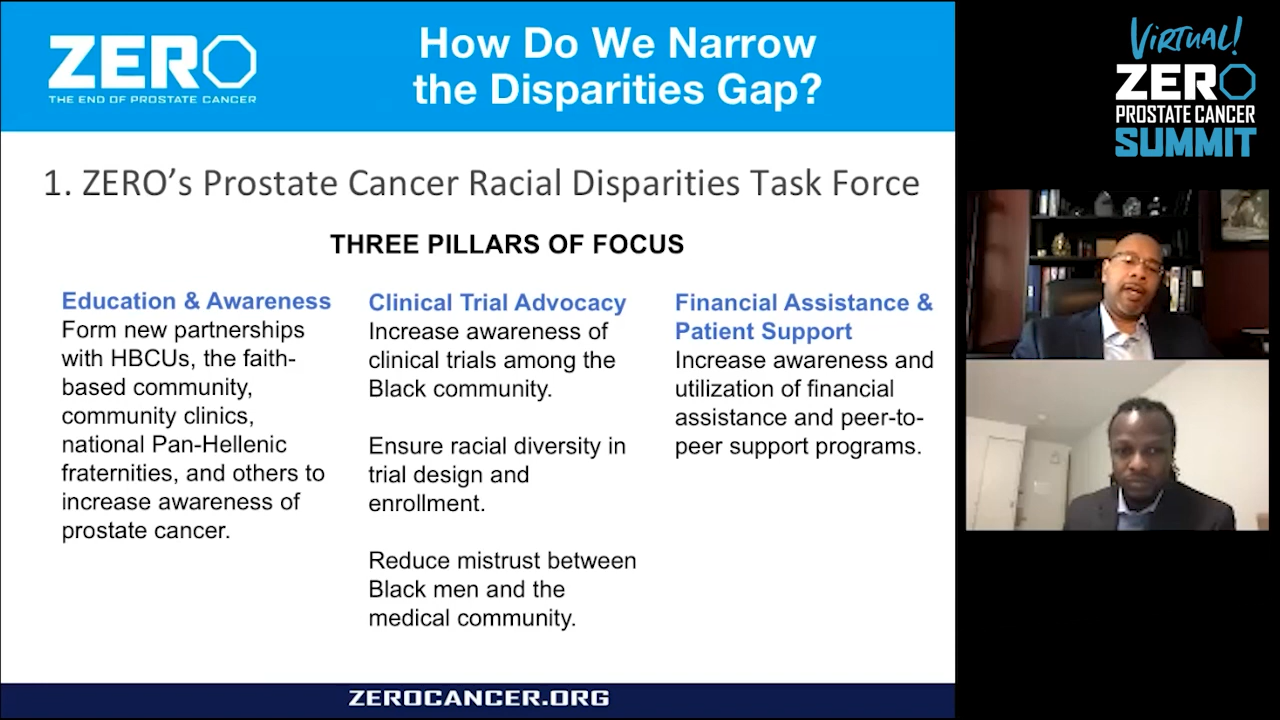 ZERO
THE END OF PROSTATE CANCER
How Do We Narrow
the Disparities Gap?
1. ZERO’s Prostate Cancer Racial Disparities Task Force
THREE PILLARS OF FOCUS
Education & Awareness
Form new partnerships
with HBCUs, the faith-
based community,
community clinics,
national Pan-Hellenic
fraternities, and others to
increase awareness of
prostate cancer.
Clinical Trial Advocacy
Increase awareness of
clinical trials among the
Black community.
Ensure racial diversity in
trial design and
enrollment.
Reduce mistrust between
Black men and the
medical community.
Financial Assistance &
Patient Support
Increase awareness and
utilization of financial
assistance and peer-to-
peer support programs.
ZEROCANCER.ORG
VIRTUAL!
ZERO
PROSTATE CANCER
SUMMIT